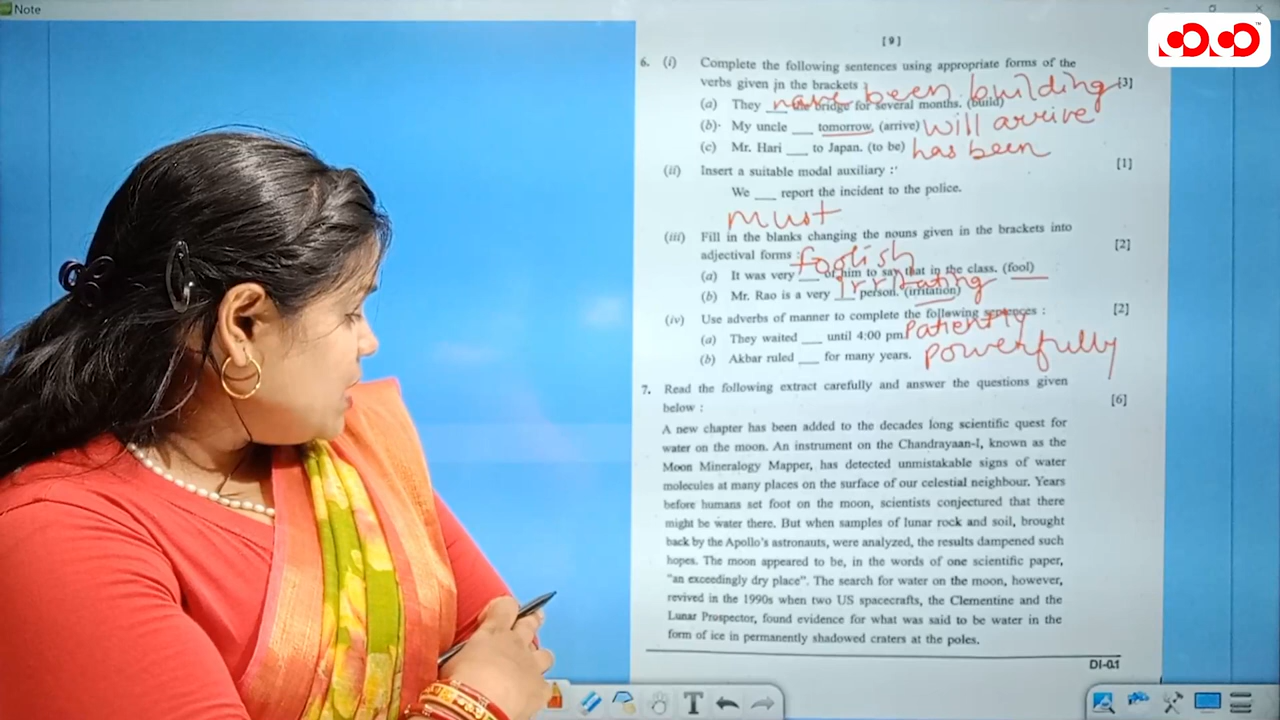 Note
[9]
6. (i) Complete the following sentences using appropriate forms of the
verbs given in the brackets :
[3]
have been building
(a) They ___ the bridge for several months. (build)
(b) My uncle ___ tomorrow. (arrive) will arrive
(c) Mr. Hari ___ to Japan. (to be) has been
(ii) Insert a suitable modal auxiliary :
[1]
We ___ report the incident to the police.
must
(iii) Fill in the blanks changing the nouns given in the brackets into
adjectival forms :
[2]
foolish
(a) It was very ___ of him to say that in the class. (fool)
irritating
(b) Mr. Rao is a very ___ person. (irritation)
(iv) Use adverbs of manner to complete the following sentences :
[2]
(a) They waited ___ until 4:00 pm. Patiently
(b) Akbar ruled ___ for many years. powerfully
7. Read the following extract carefully and answer the questions given
below :
[6]
A new chapter has been added to the decades long scientific quest for
water on the moon. An instrument on the Chandrayaan-I, known as the
Moon Mineralogy Mapper, has detected unmistakable signs of water
molecules at many places on the surface of our celestial neighbour. Years
before humans set foot on the moon, scientists conjectured that there
might be water there. But when samples of lunar rock and soil, brought
back by the Apollo's astronauts, were analyzed, the results dampened such
hopes. The moon appeared to be, in the words of one scientific paper,
"an exceedingly dry place". The search for water on the moon, however,
revived in the 1990s when two US spacecrafts, the Clementine and the
Lunar Prospector, found evidence for what was said to be water in the
form of ice in permanently shadowed craters at the poles.
DI-01
T